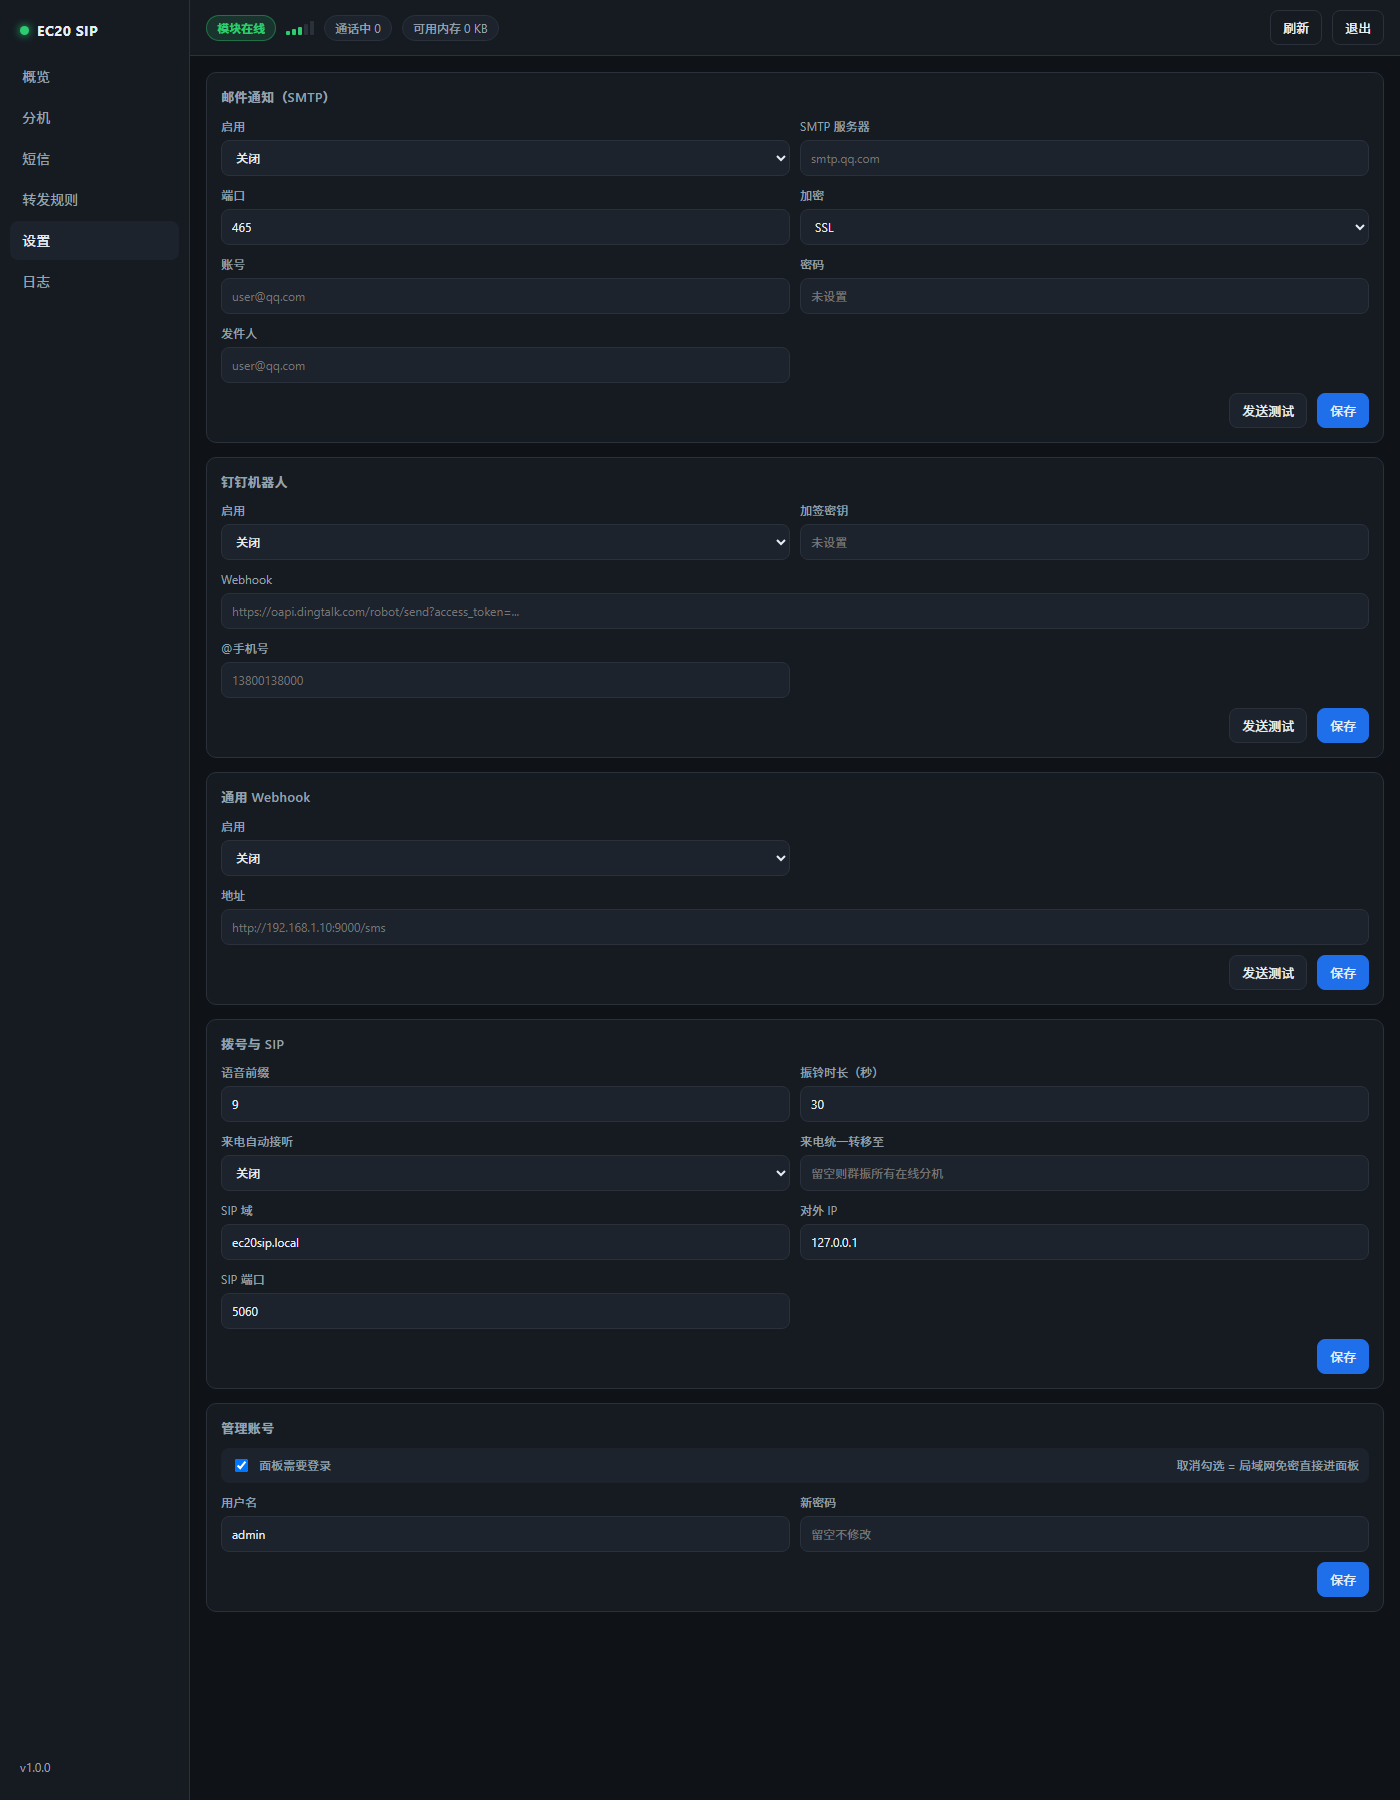 EC20 SIP
概览
分机
短信
转发规则
设置
日志
v1.0.0
模块在线
通话中 0
可用内存 0 KB
刷新
退出
邮件通知（SMTP）
启用
SMTP 服务器
关闭
smtp.qq.com
端口
加密
465
SSL
账号
密码
user@qq.com
未设置
发件人
user@qq.com
发送测试
保存
钉钉机器人
启用
加签密钥
关闭
未设置
Webhook
https://oapi.dingtalk.com/robot/send?access_token=...
@手机号
13800138000
发送测试
保存
通用 Webhook
启用
关闭
地址
http://192.168.1.10:9000/sms
发送测试
保存
拨号与 SIP
语音前缀
振铃时长（秒）
9
30
来电自动接听
来电统一转移至
关闭
留空则群振所有在线分机
SIP 域
对外 IP
ec20sip.local
127.0.0.1
SIP 端口
5060
保存
管理账号
面板需要登录
取消勾选 = 局域网免密直接进面板
用户名
新密码
admin
留空不修改
保存